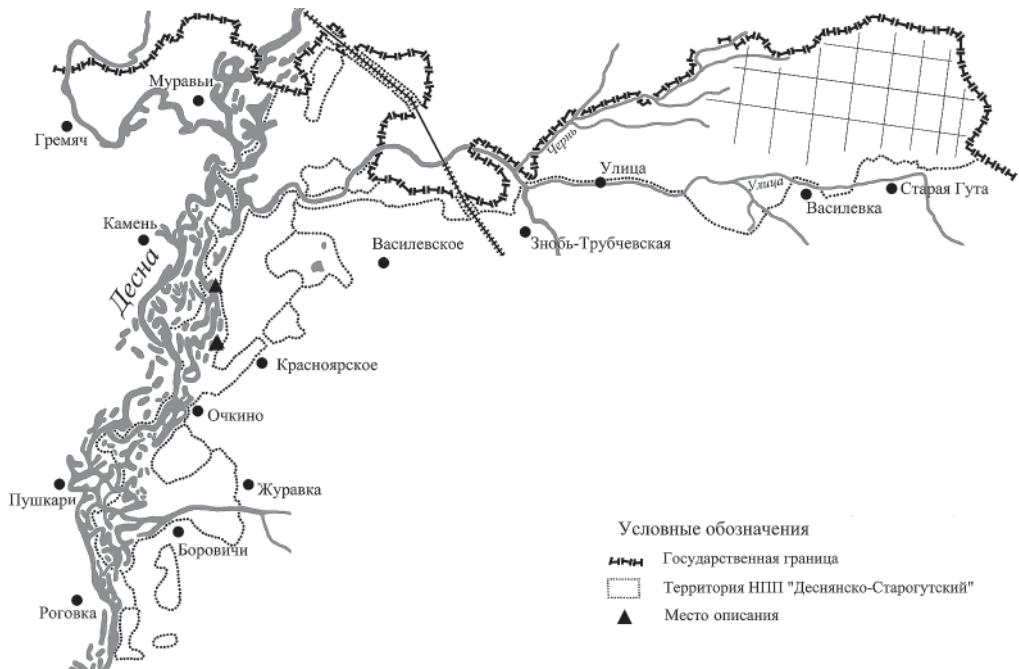 Муравьи
Гремяч
Чернь
Улица
Улица
Старая Гута
Василевка
Камень
Василевское
Знобь-Трубчевская
Десна
Красноярское
Очкино
Пушкари
Журавка
Боровичи
Роговка
Условные обозначения
Государственная граница
Территория НПП "Деснянско-Старогутский"
Место описания